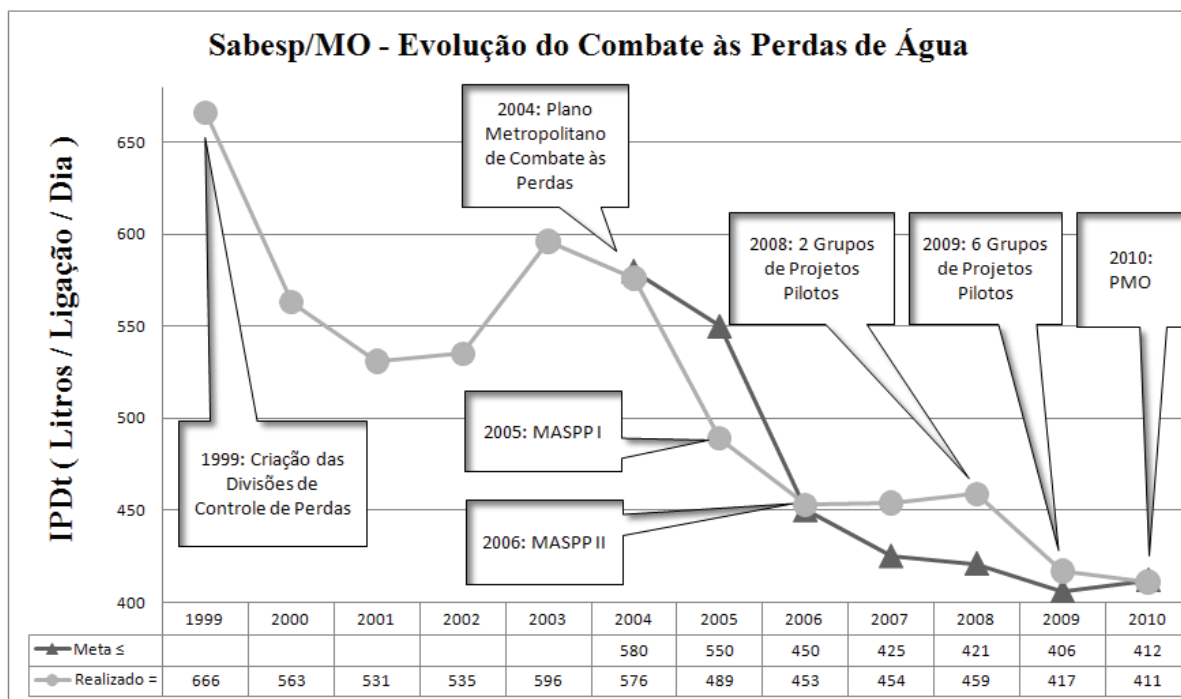 Sabesp/MO - Evolução do Combate às Perdas de Água
IPDt ( Litros / Ligação / Dia )
650
600
550
500
450
400
2004: Plano
Metropolitano
de Combate às
Perdas
2008: 2 Grupos
de Projetos
Pilotos
2009: 6 Grupos
de Projetos
Pilotos
2010:
PMO
2005: MASPP I
1999: Criação das
Divisões de
Controle de Perdas
2006: MASPP II
1999 2000 2001 2002 2003 2004 2005 2006 2007 2008 2009 2010
Meta ≤ 580 550 450 425 421 406 412
Realizado = 666 563 531 535 596 576 489 453 454 459 417 411